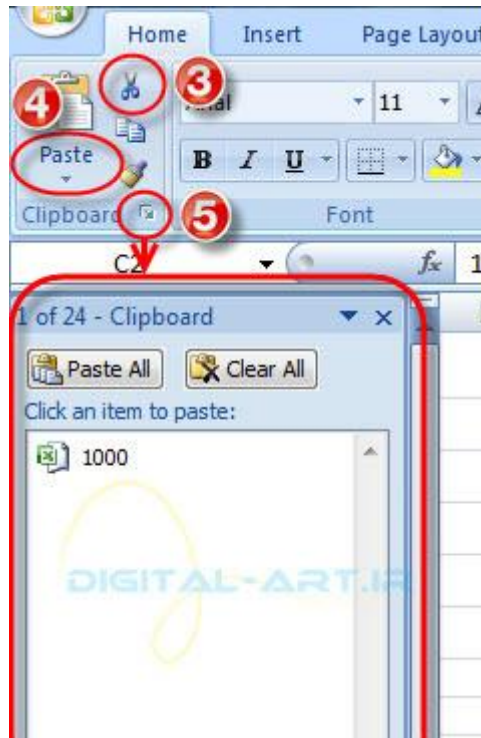 Home Insert Page Layout
3
4
11
Paste
B I U
Clipboard 5 Font
C2 fx 1
1 of 24 - Clipboard
Paste All Clear All
Click an item to paste:
1000
DIGITAL-ART.IR